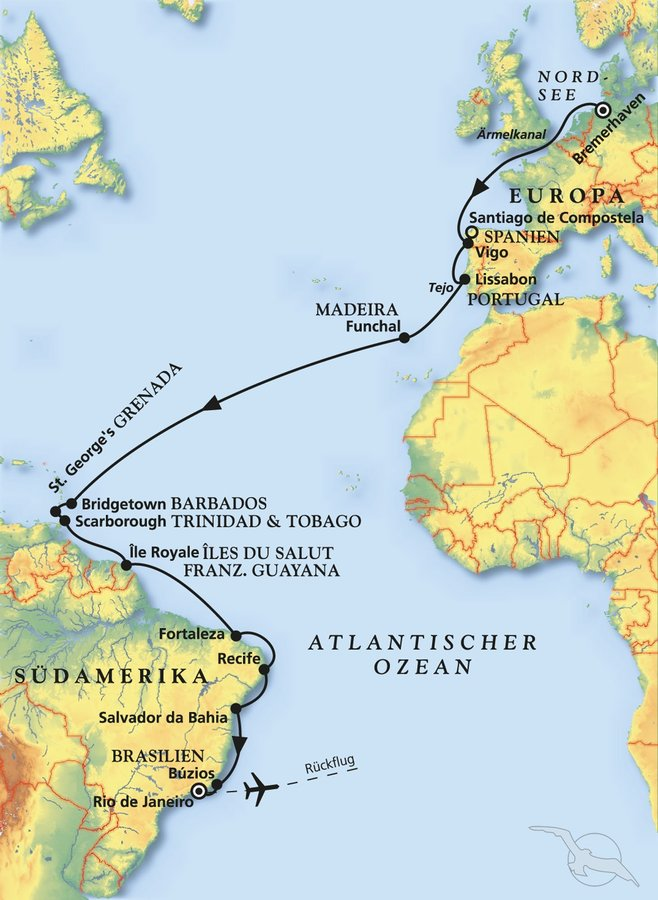 NORD-
SEE
Bremerhaven
Ärmelkanal
EUROPA
Santiago de Compostela
SPANIEN
Vigo
Tejo
Lissabon
PORTUGAL
MADEIRA
Funchal
St. George's GRENADA
Bridgetown BARBADOS
Scarborough TRINIDAD & TOBAGO
Île Royale ÎLES DU SALUT
FRANZ. GUAYANA
Fortaleza
ATLANTISCHER
OZEAN
Recife
SÜDAMERIKA
Salvador da Bahia
BRASILIEN
Búzios
Rückflug
Rio de Janeiro